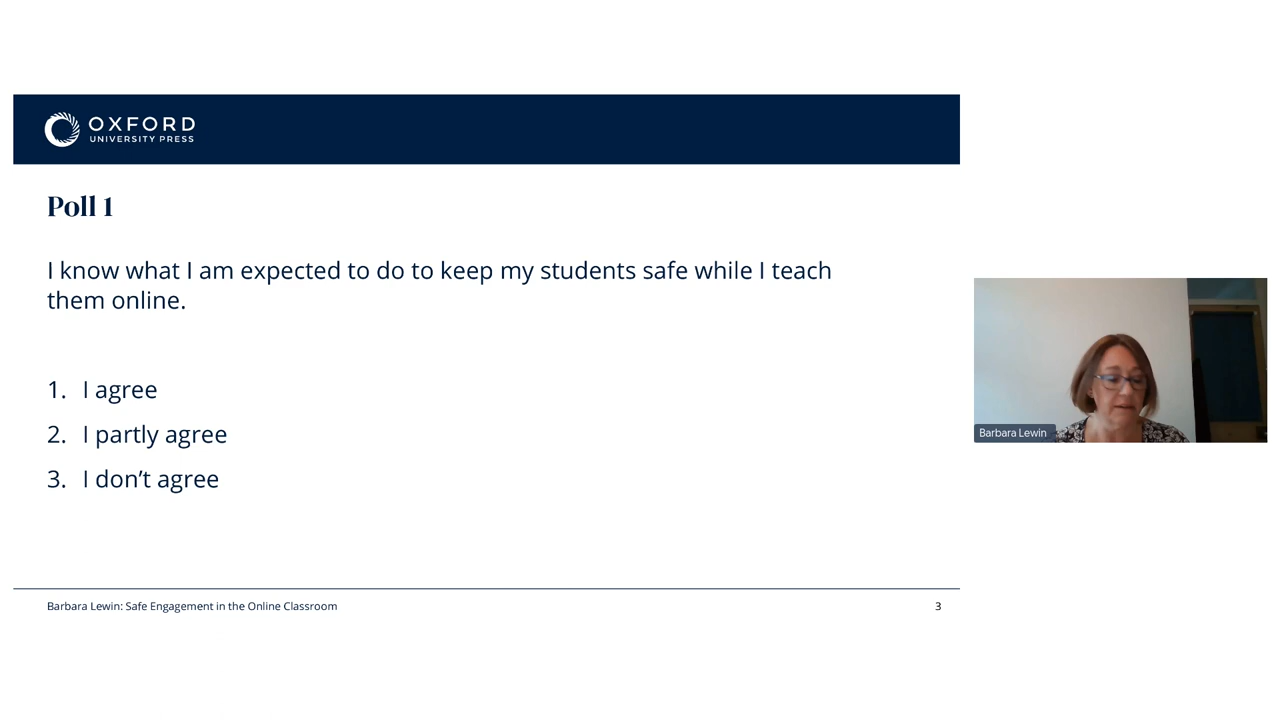 OXFORD
UNIVERSITY PRESS
Poll 1
I know what I am expected to do to keep my students safe while I teach
them online.
1. I agree
2. I partly agree
3. I don’t agree
Barbara Lewin
Barbara Lewin: Safe Engagement in the Online Classroom
3